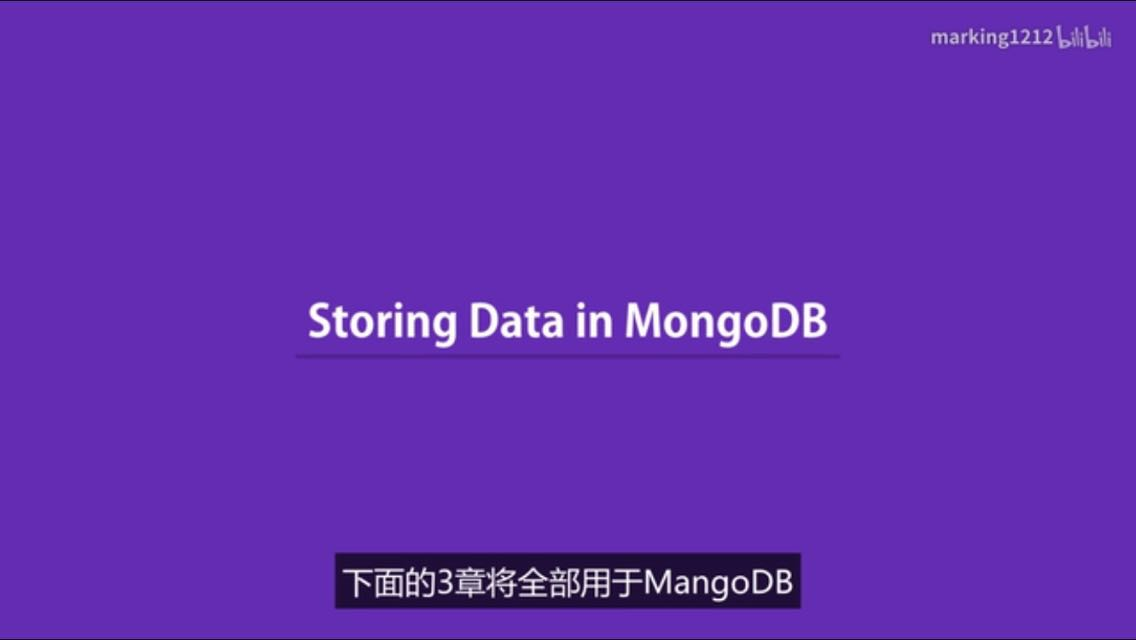 marking1212 bilibili
Storing Data in MongoDB
下面的3章将全部用于MangoDB